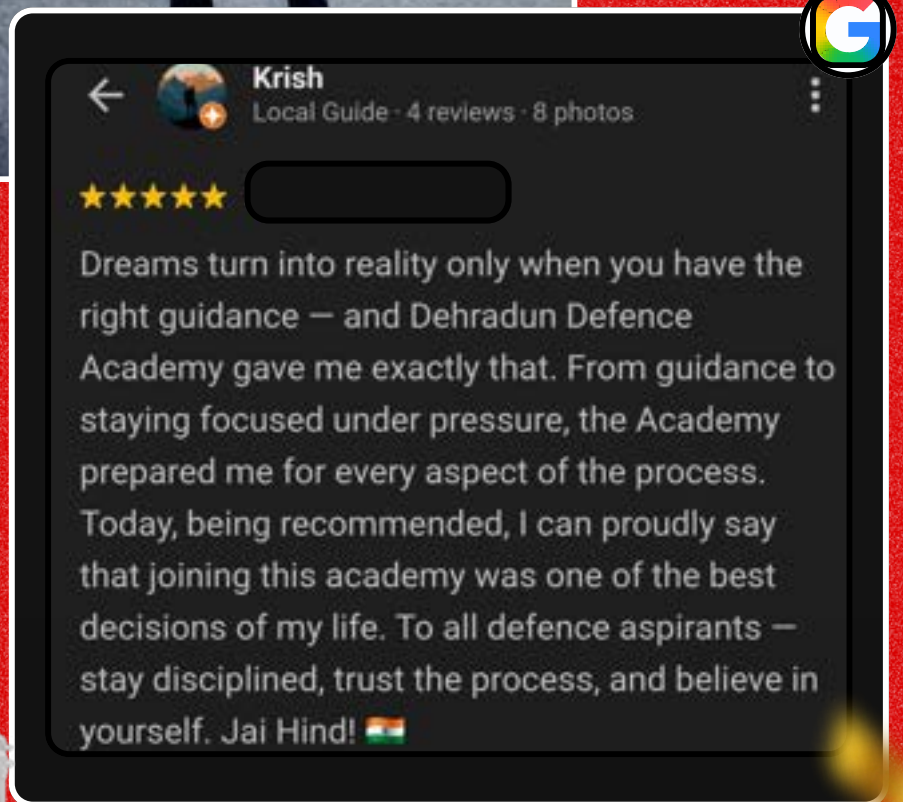 G
Krish
Local Guide · 4 reviews · 8 photos
Dreams turn into reality only when you have the
right guidance — and Dehradun Defence
Academy gave me exactly that. From guidance to
staying focused under pressure, the Academy
prepared me for every aspect of the process.
Today, being recommended, I can proudly say
that joining this academy was one of the best
decisions of my life. To all defence aspirants —
stay disciplined, trust the process, and believe in
yourself. Jai Hind! 🇮🇳